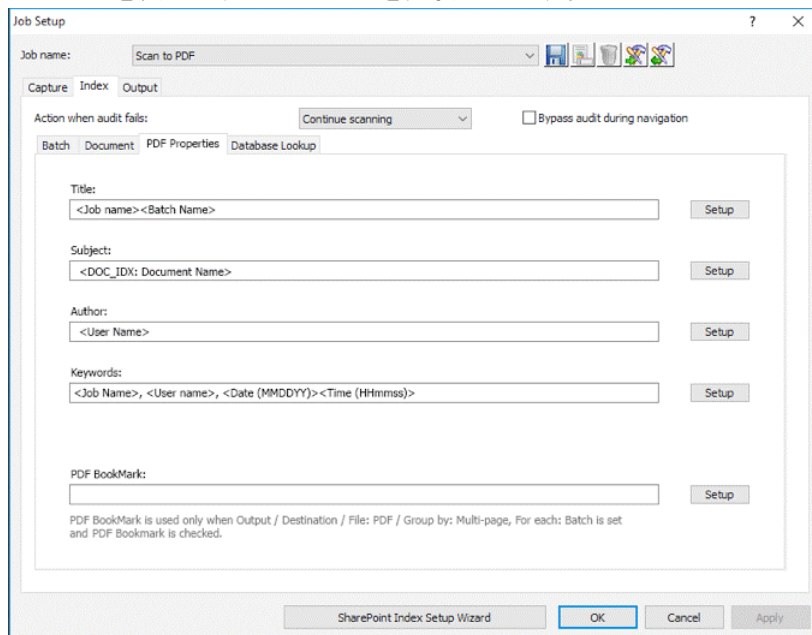 Job Setup ?
Job name: Scan to PDF
Capture Index Output
Action when audit fails: Continue scanning Bypass audit during navigation
Batch Document PDF Properties Database Lookup
Title:
<Job name><Batch Name> Setup
Subject:
<DOC_IDX: Document Name> Setup
Author:
<User Name> Setup
Keywords:
<Job Name>, <User name>, <Date (MMDDYY)><Time (HHmmss)> Setup
PDF BookMark:
Setup
PDF BookMark is used only when Output / Destination / File: PDF / Group by: Multi-page, For each: Batch is set
and PDF Bookmark is checked.
SharePoint Index Setup Wizard OK Cancel Apply